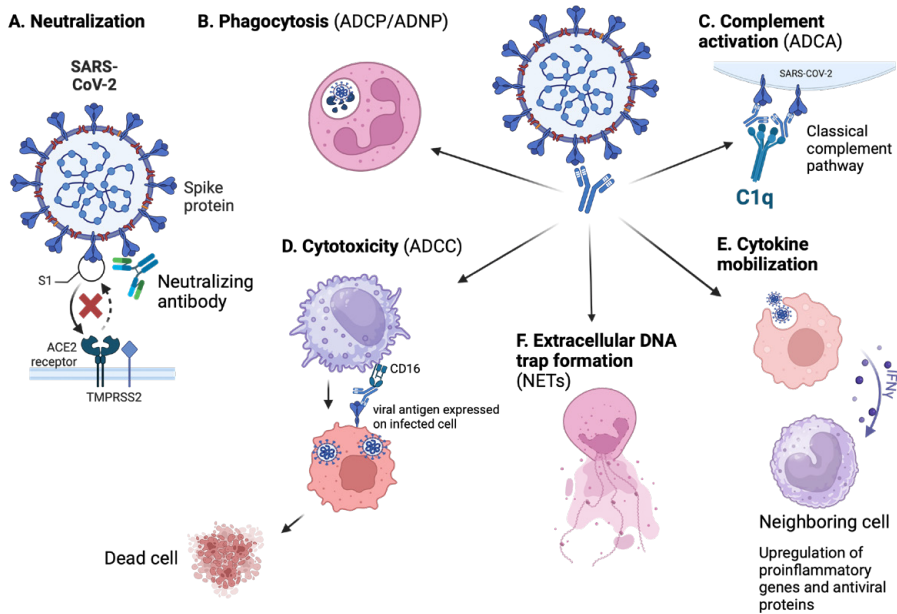 A. Neutralization
SARS-
CoV-2
Spike
protein
S1
Neutralizing
antibody
ACE2
receptor
TMPRSS2
B. Phagocytosis (ADCP/ADNP)
C. Complement
activation (ADCA)
SARS-COV-2
Classical
complement
pathway
C1q
D. Cytotoxicity (ADCC)
CD16
viral antigen expressed
on infected cell
Dead cell
E. Cytokine
mobilization
IFNγ
Neighboring cell
Upregulation of
proinflammatory
genes and antiviral
proteins
F. Extracellular DNA
trap formation
(NETs)